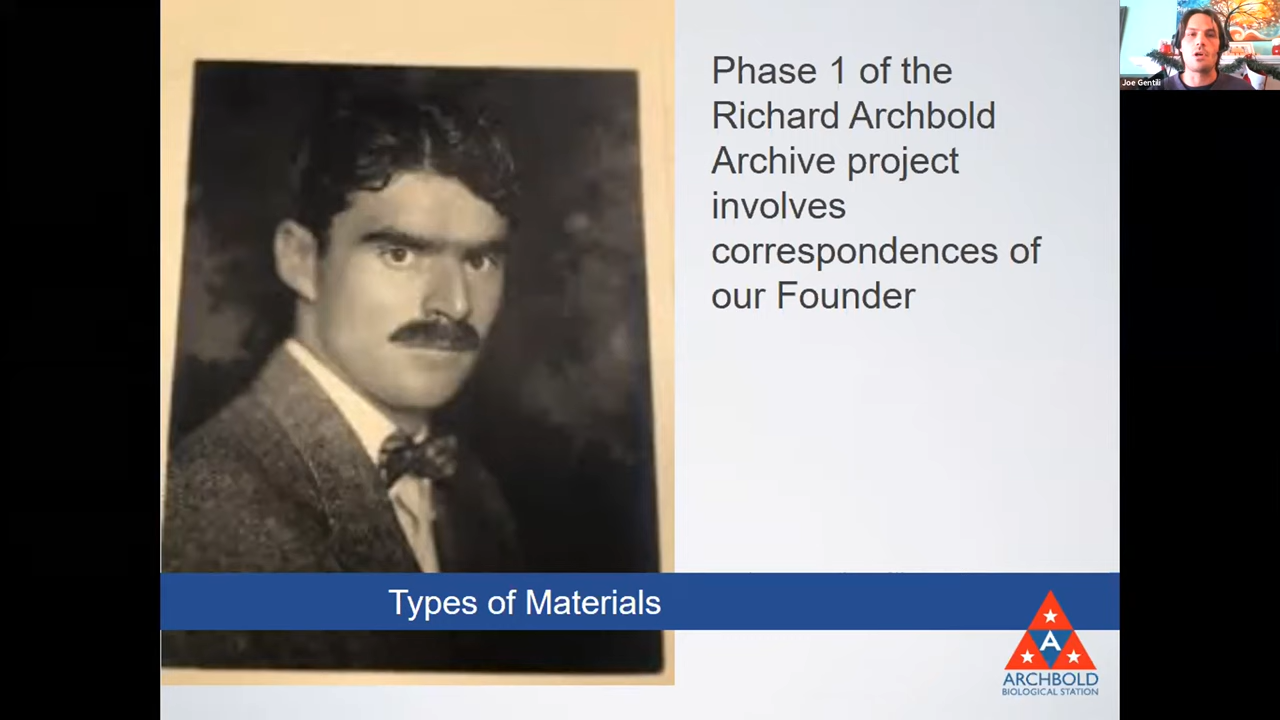 Phase 1 of the
Richard Archbold
Archive project
involves
correspondences of
our Founder
Joe Gentili
Types of Materials
A
ARCHBOLD
BIOLOGICAL STATION